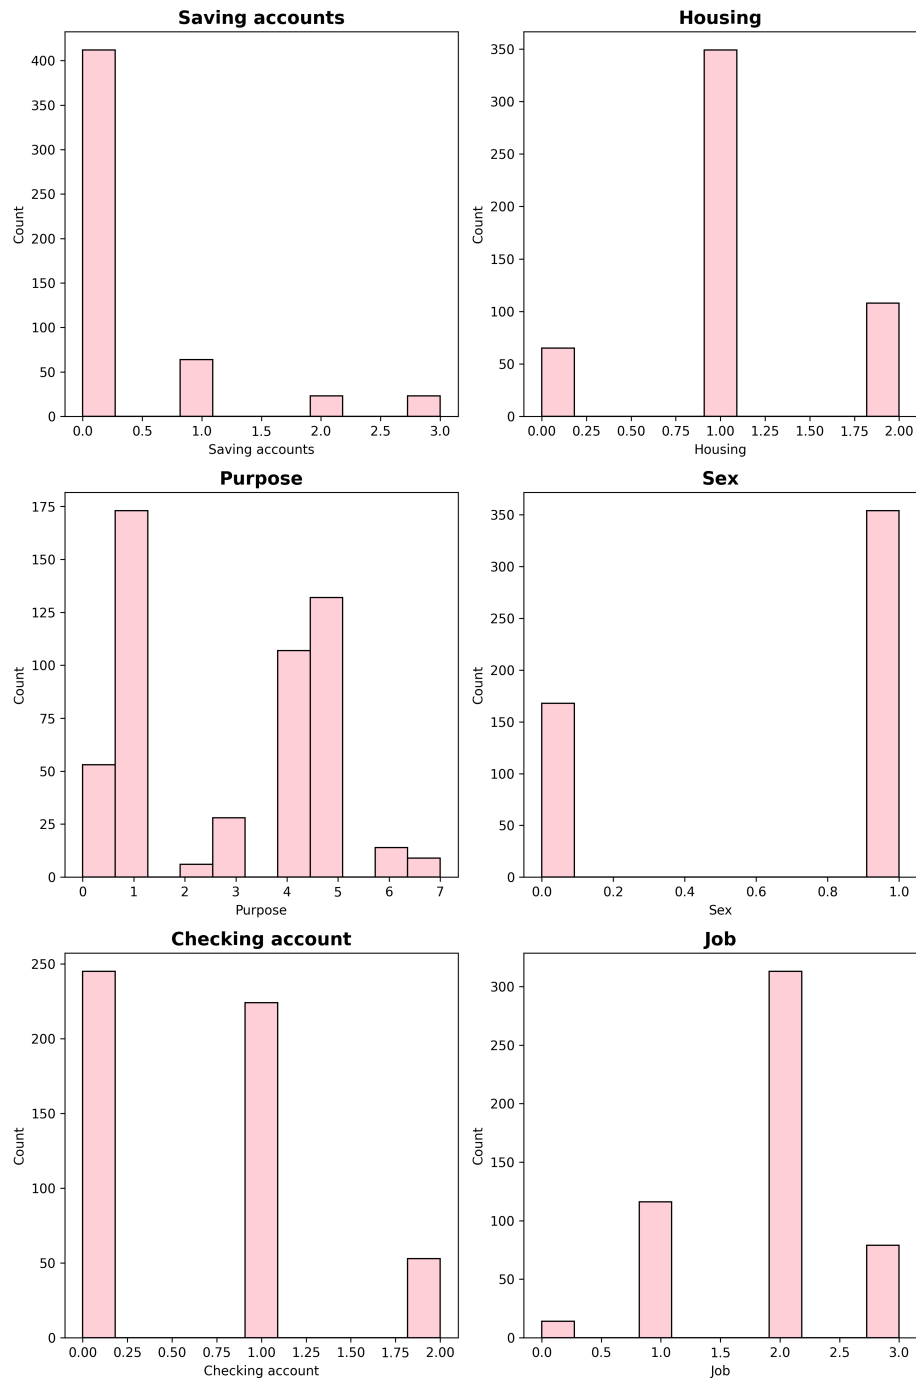 Saving accounts
400
350
300
250
200
150
100
50
0
Count
0.0 0.5 1.0 1.5 2.0 2.5 3.0
Saving accounts
Housing
350
300
250
200
150
100
50
0
Count
0.00 0.25 0.50 0.75 1.00 1.25 1.50 1.75 2.00
Housing
Purpose
175
150
125
100
75
50
25
0
Count
0 1 2 3 4 5 6 7
Purpose
Sex
350
300
250
200
150
100
50
0
Count
0.0 0.2 0.4 0.6 0.8 1.0
Sex
Checking account
250
200
150
100
50
0
Count
0.00 0.25 0.50 0.75 1.00 1.25 1.50 1.75 2.00
Checking account
Job
300
250
200
150
100
50
0
Count
0.0 0.5 1.0 1.5 2.0 2.5 3.0
Job